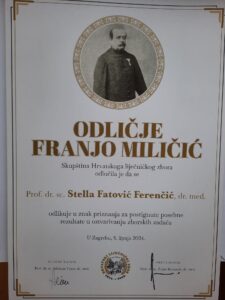 ODLIČJE
FRANJO MILIČIĆ
Skupština Hrvatskoga liječničkog zbora
odlučila je da se
Prof. dr. sc. Stella Fatović Ferenčić, dr. med.
odlikuje u znak priznanja za postignute posebne
rezultate u ostvarivanju zborskih zadaća
U Zagrebu, 8. lipnja 2024.